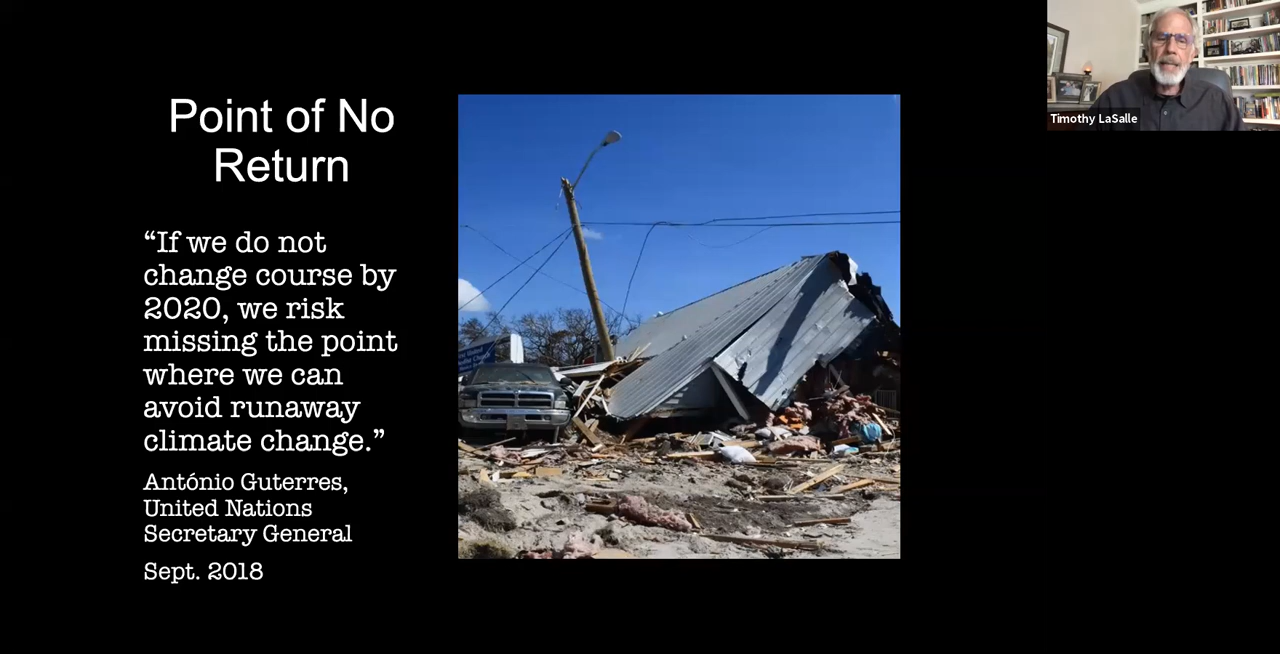 Point of No
Return
“If we do not
change course by
2020, we risk
missing the point
where we can
avoid runaway
climate change.”
António Guterres,
United Nations
Secretary General
Sept. 2018
Timothy LaSalle